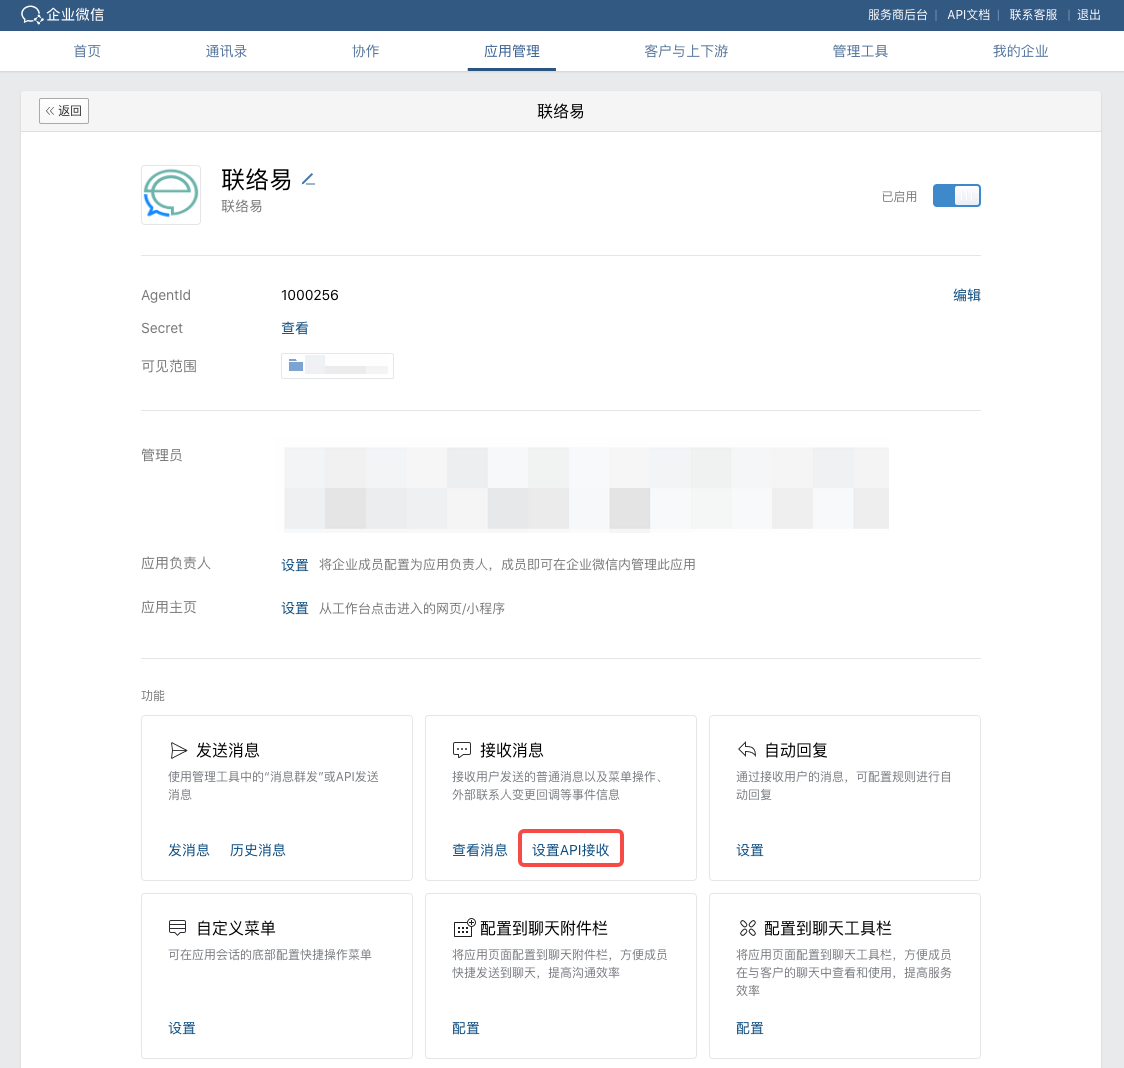 企业微信
服务商后台 | API文档 | 联系客服 | 退出
首页 通讯录 协作 应用管理 客户与上下游 管理工具 我的企业
« 返回
联络易
联络易
联络易
已启用
AgentId 1000256 编辑
Secret 查看
可见范围
管理员
应用负责人 设置 将企业成员配置为应用负责人，成员即可在企业微信内管理此应用
应用主页 设置 从工作台点击进入的网页/小程序
功能
发送消息
使用管理工具中的“消息群发”或API发送
消息
发消息 历史消息
接收消息
接收用户发送的普通消息以及菜单操作、
外部联系人变更回调等事件信息
查看消息 设置API接收
自动回复
通过接收用户的消息，可配置规则进行自
动回复
设置
自定义菜单
可在应用会话的底部配置快捷操作菜单
设置
配置到聊天附件栏
将应用页面配置到聊天附件栏，方便成员
快捷发送到聊天，提高沟通效率
配置
配置到聊天工具栏
将应用页面配置到聊天工具栏，方便成员
在与客户的聊天中查看和使用，提高服务
效率
配置